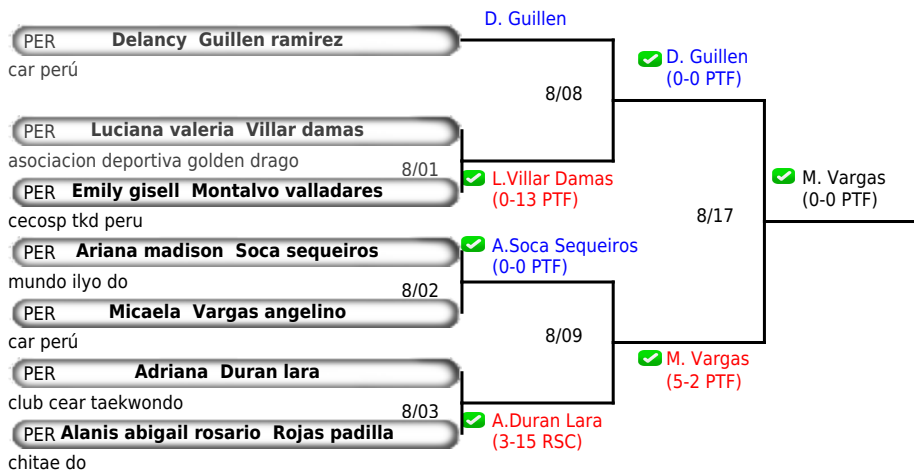 D. Guillen
PER Delancy Guillen ramirez
car perú
D. Guillen
(0-0 PTF)
8/08
PER Luciana valeria Villar damas
asociacion deportiva golden drago
8/01
L.Villar Damas
(0-13 PTF)
PER Emily gisell Montalvo valladares
cecosp tkd peru
M. Vargas
(0-0 PTF)
8/17
PER Ariana madison Soca sequeiros
mundo ilyo do
A.Soca Sequeiros
(0-0 PTF)
8/02
PER Micaela Vargas angelino
car perú
8/09
M. Vargas
(5-2 PTF)
PER Adriana Duran lara
club cear taekwondo
8/03
A.Duran Lara
(3-15 RSC)
PER Alanis abigail rosario Rojas padilla
chitae do